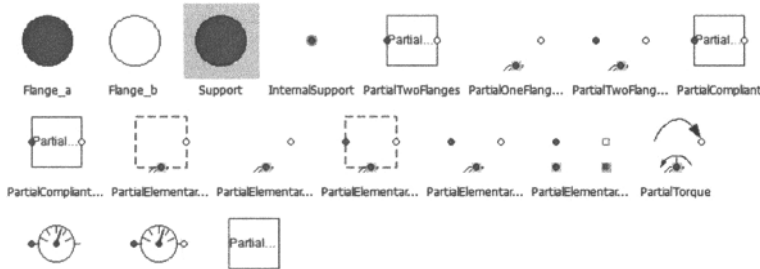 Partial... Partial...
Flange_a Flange_b Support InternalSupport PartialTwoFlanges PartialOneFlang... PartialTwoFlang... PartialCompliant
Partial...
PartialCompliant... PartialElementar... PartialElementar... PartialElementar... PartialElementar... PartialElementar... PartialTorque
Partial...